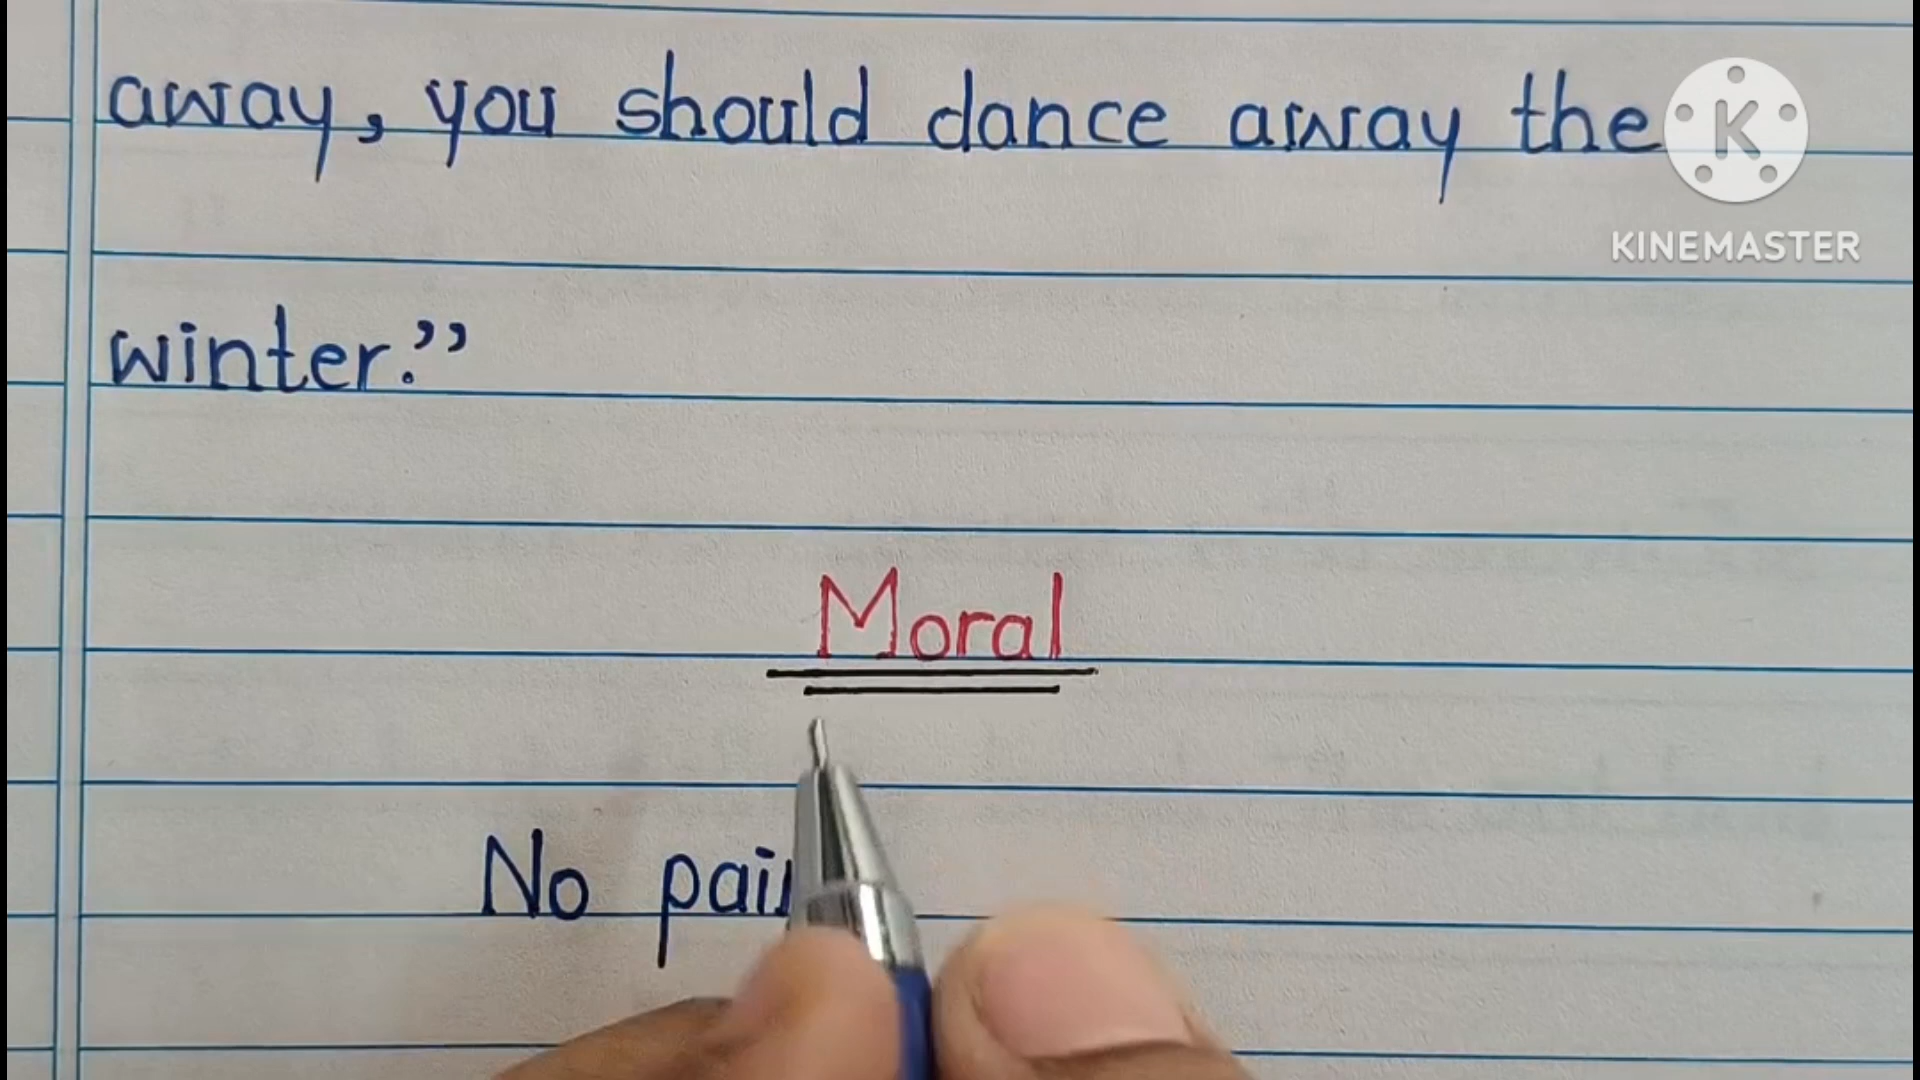 away, you should dance away the
K
KINEMASTER
winter.”
Moral
No pai